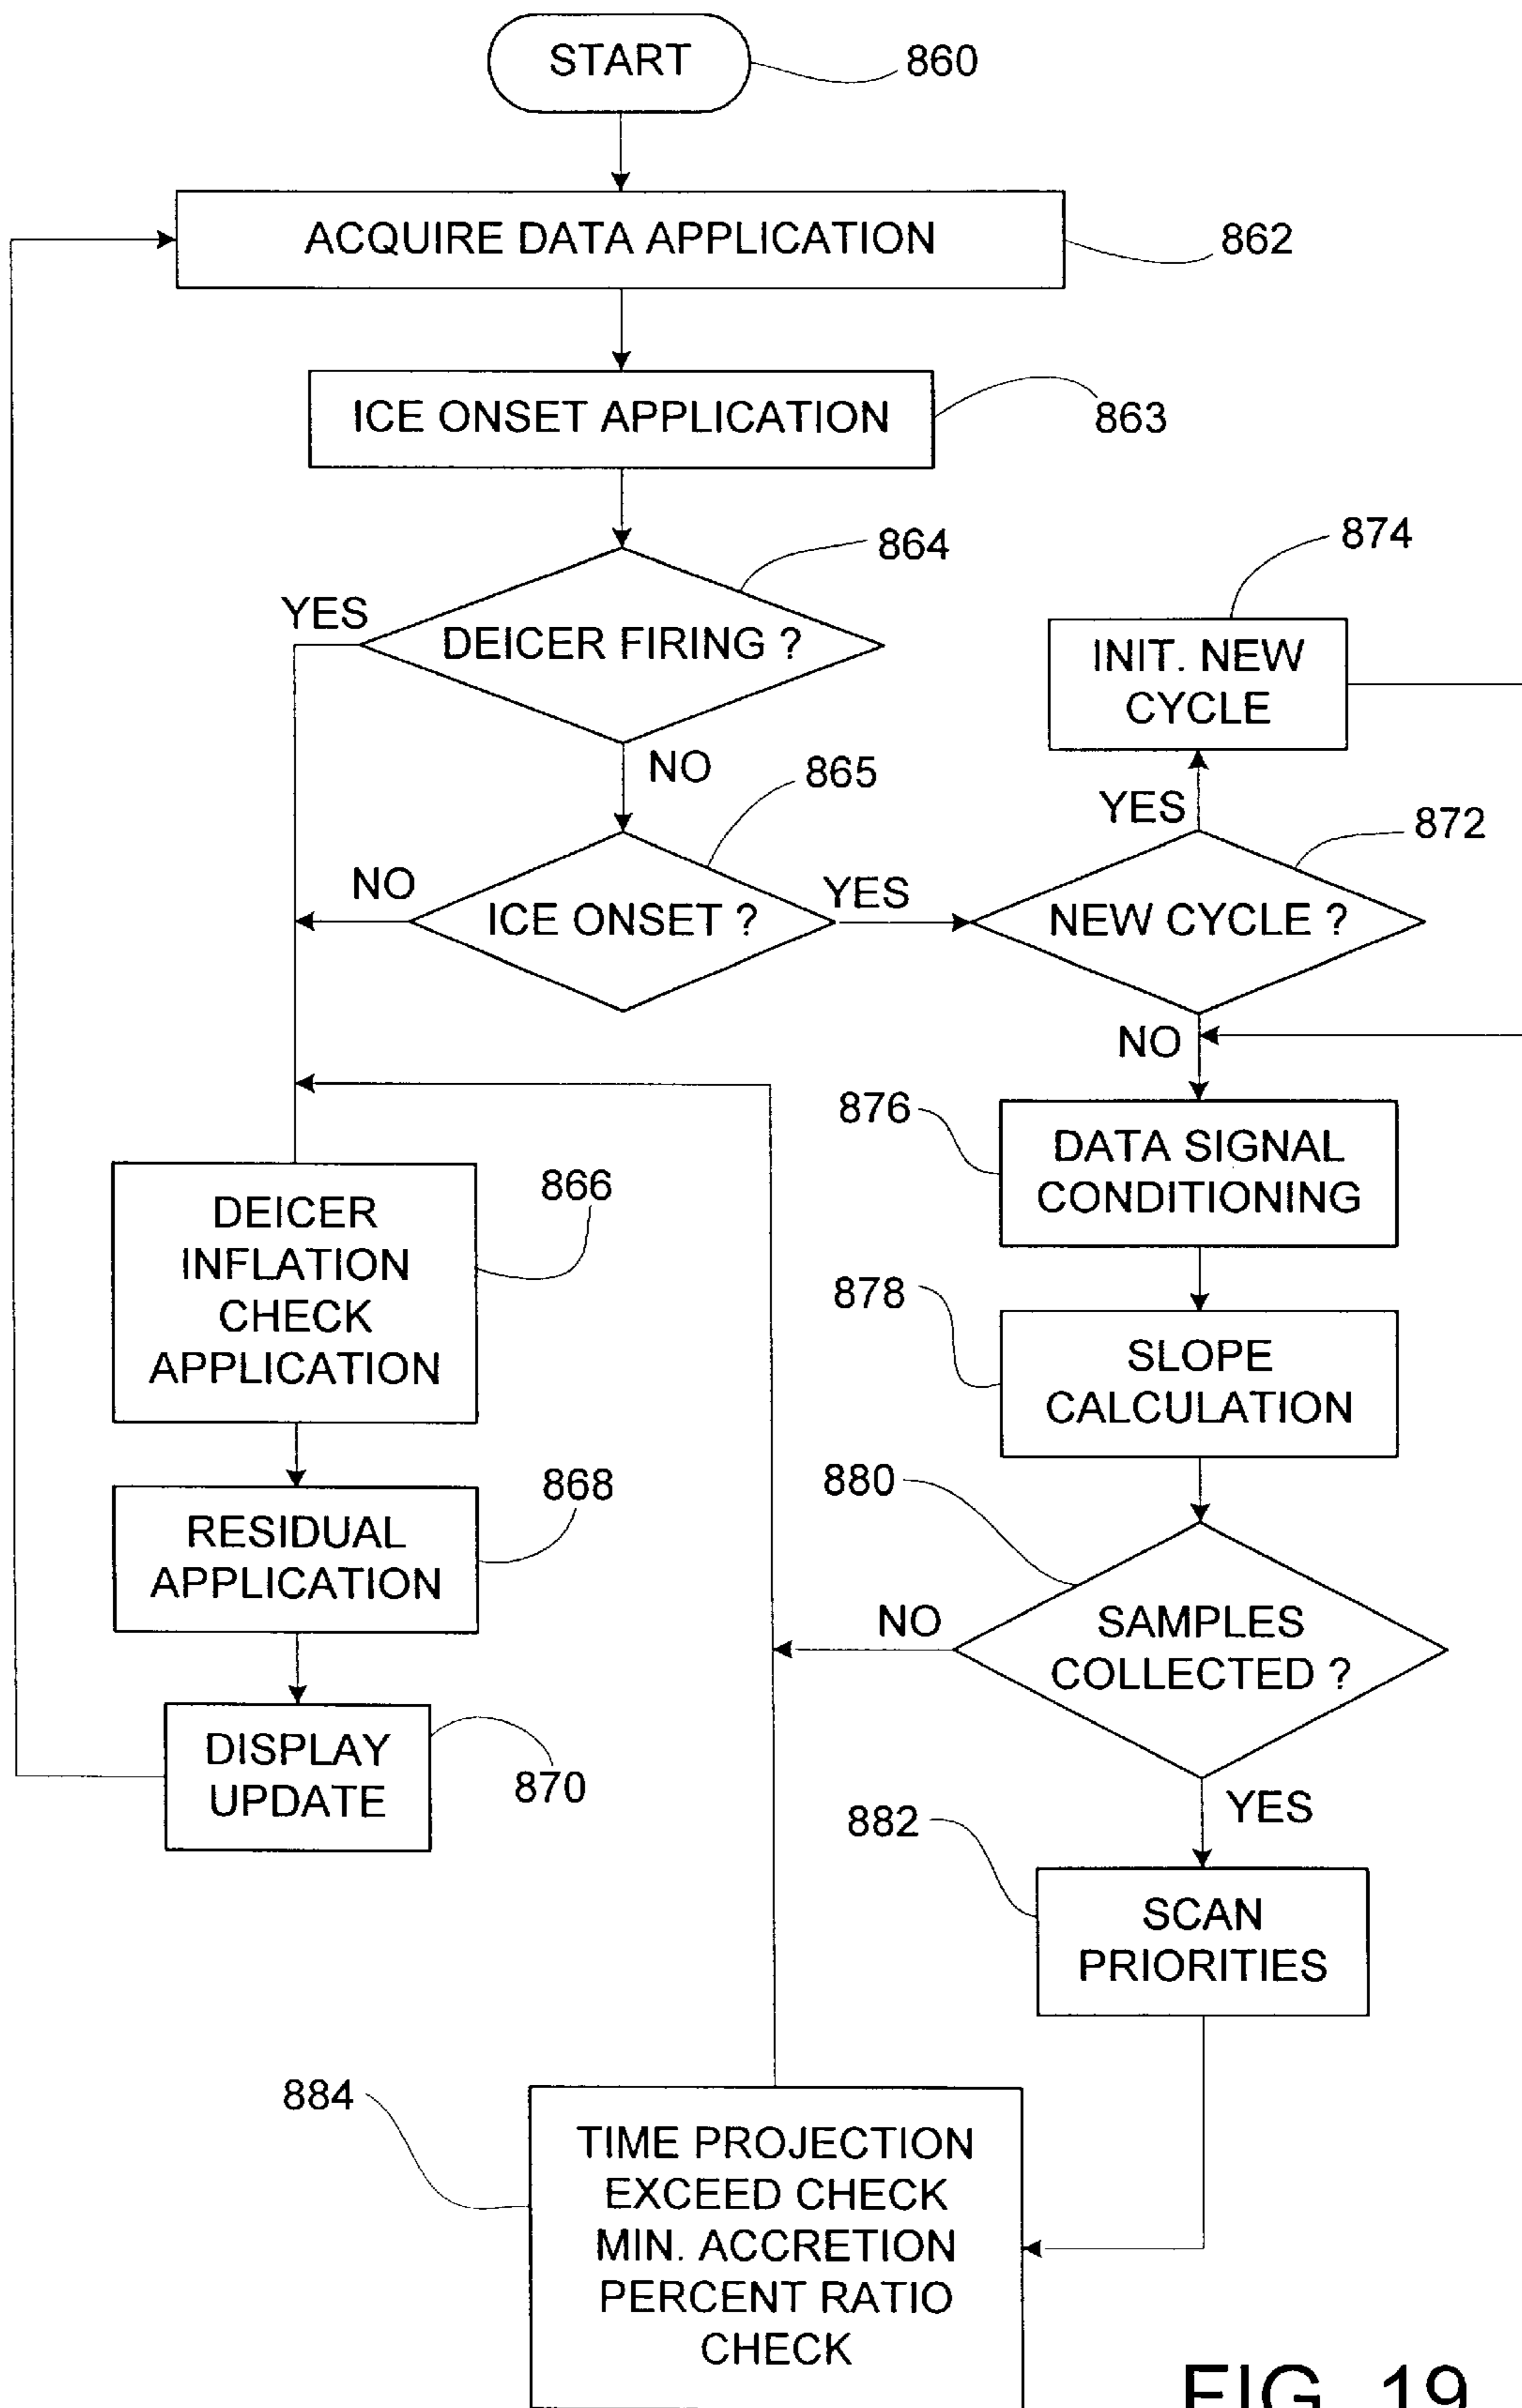 START
860
ACQUIRE DATA APPLICATION
862
ICE ONSET APPLICATION
863
864
YES
DEICER FIRING ?
NO
865
NO
ICE ONSET ?
YES
874
INIT. NEW
CYCLE
YES
872
NEW CYCLE ?
NO
876
DATA SIGNAL
CONDITIONING
866
DEICER
INFLATION
CHECK
APPLICATION
878
SLOPE
CALCULATION
868
RESIDUAL
APPLICATION
880
NO
SAMPLES
COLLECTED ?
DISPLAY
UPDATE
870
YES
882
SCAN
PRIORITIES
884
TIME PROJECTION
EXCEED CHECK
MIN. ACCRETION
PERCENT RATIO
CHECK
FIG. 19